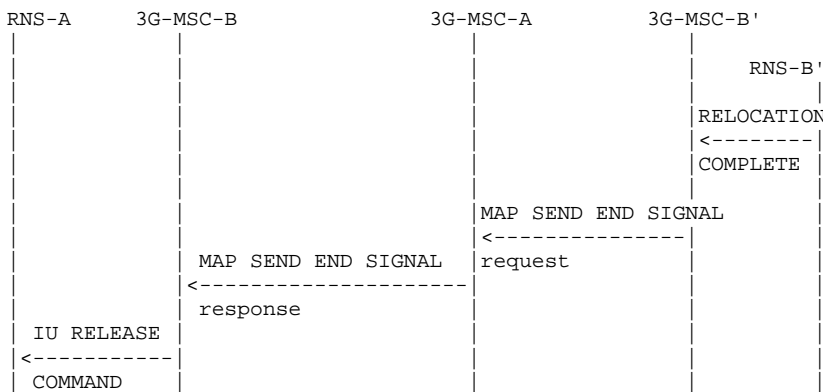 RNS-A 3G-MSC-B 3G-MSC-A 3G-MSC-B'
RNS-B'
RELOCATION
COMPLETE
MAP SEND END SIGNAL
MAP SEND END SIGNAL request
response
IU RELEASE
COMMAND